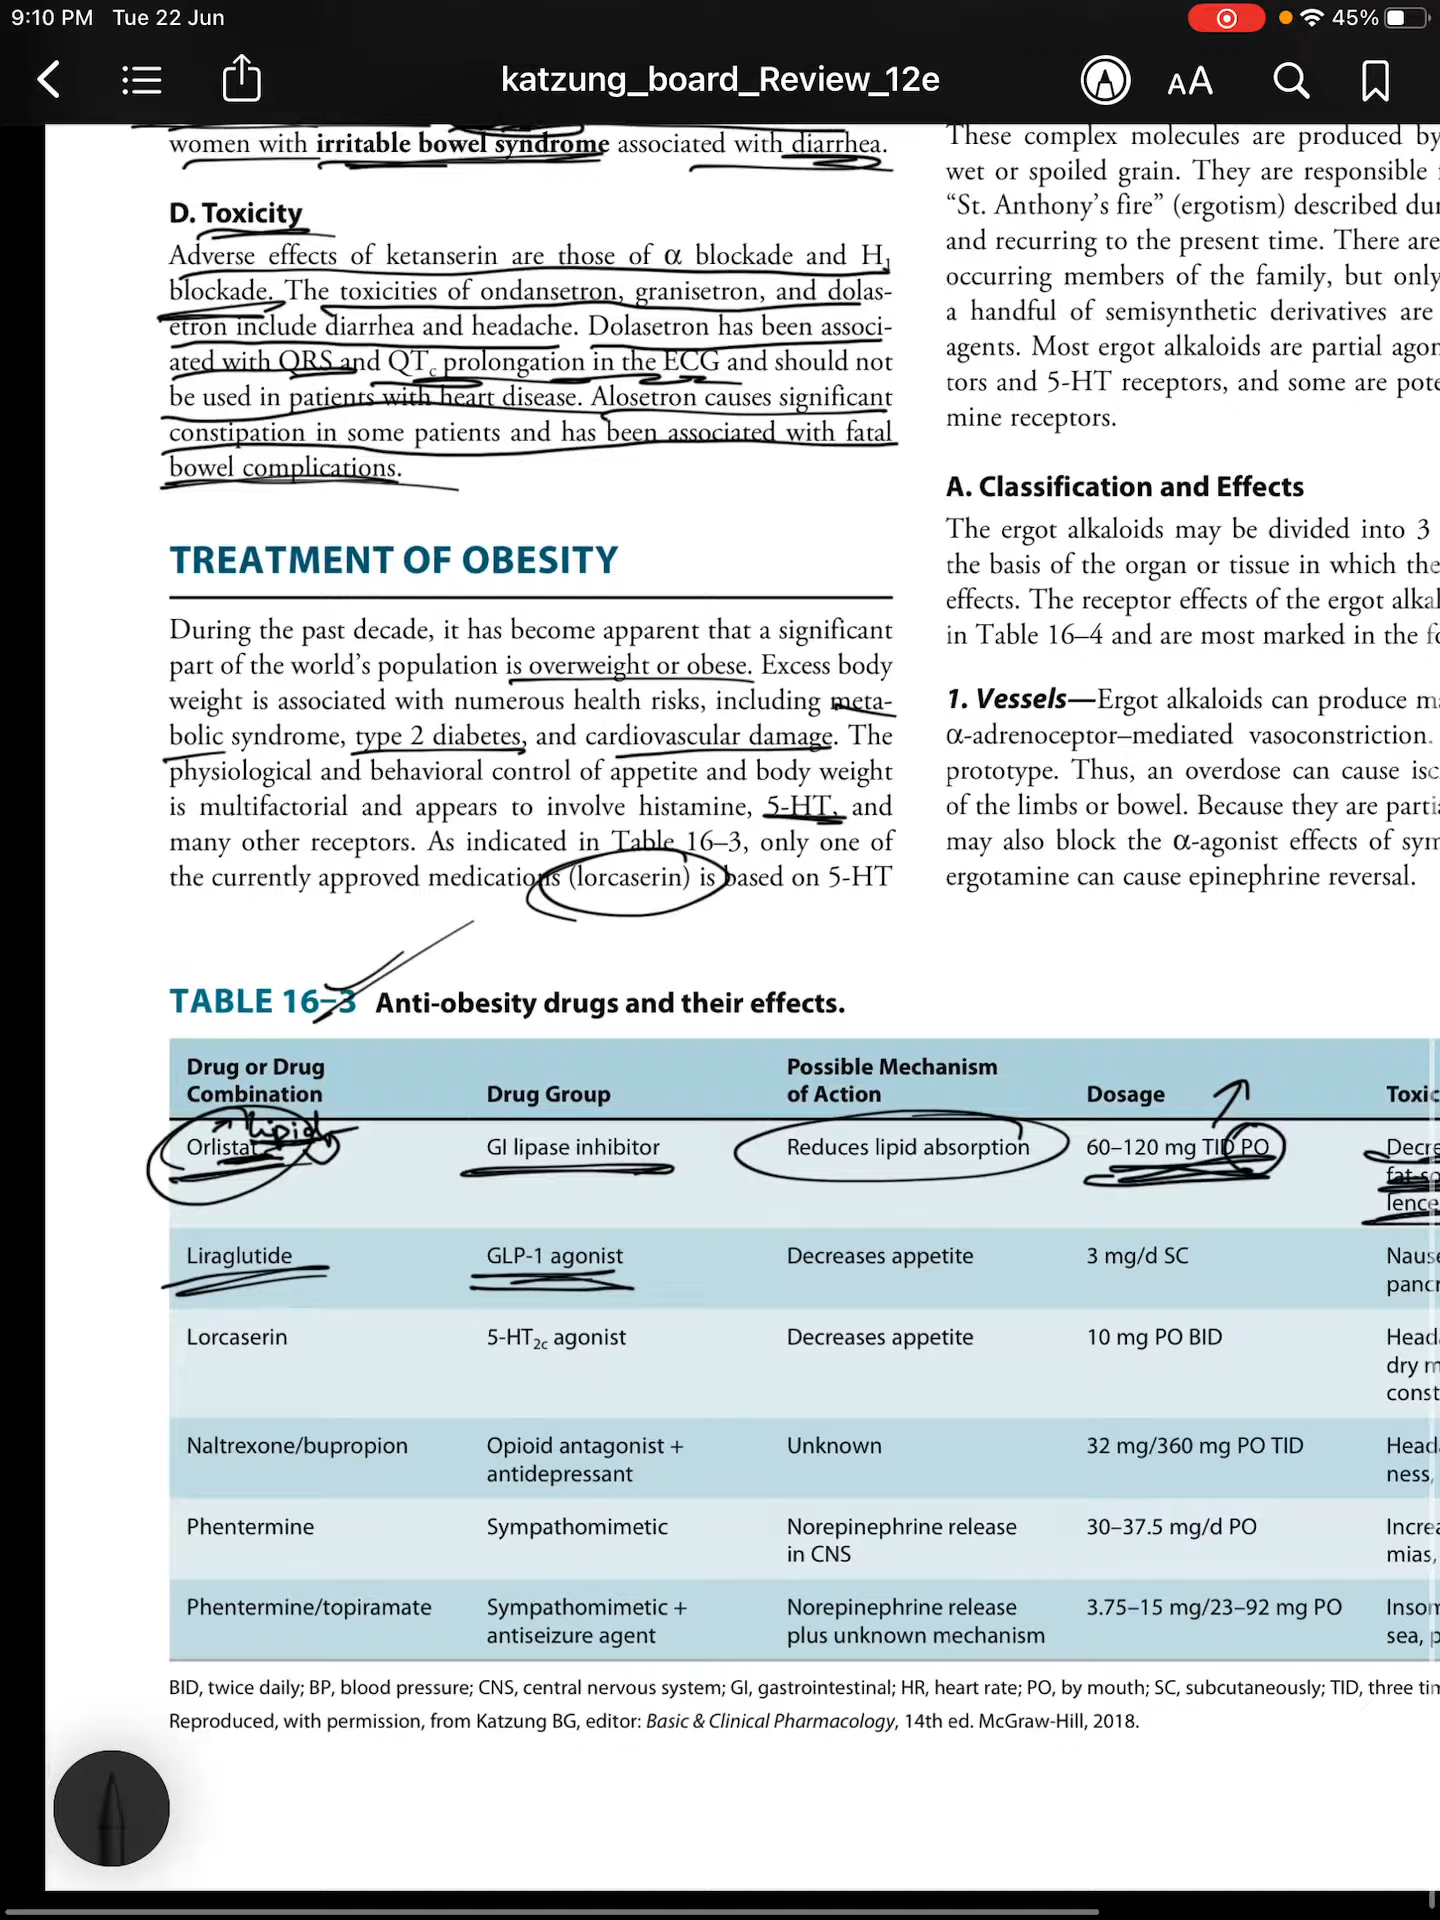 9:10 PM Tue 22 Jun
45%
katzung_board_Review_12e
AA
women with irritable bowel syndrome associated with diarrhea.
D. Toxicity
Adverse effects of ketanserin are those of α blockade and H₁
blockade. The toxicities of ondansetron, granisetron, and dolas-
etron include diarrhea and headache. Dolasetron has been associ-
ated with QRS and QTc prolongation in the ECG and should not
be used in patients with heart disease. Alosetron causes significant
constipation in some patients and has been associated with fatal
bowel complications.
TREATMENT OF OBESITY
During the past decade, it has become apparent that a significant
part of the world's population is overweight or obese. Excess body
weight is associated with numerous health risks, including meta-
bolic syndrome, type 2 diabetes, and cardiovascular damage. The
physiological and behavioral control of appetite and body weight
is multifactorial and appears to involve histamine, 5-HT, and
many other receptors. As indicated in Table 16–3, only one of
the currently approved medications (lorcaserin) is based on 5-HT
These complex molecules are produced by
wet or spoiled grain. They are responsible
“St. Anthony's fire” (ergotism) described
and recurring to the present time. There are
occurring members of the family, but only
a handful of semisynthetic derivatives are
agents. Most ergot alkaloids are partial
tors and 5-HT receptors, and some are
mine receptors.
A. Classification and Effects
The ergot alkaloids may be divided into 3
the basis of the organ or tissue in which
effects. The receptor effects of the ergot
in Table 16–4 and are most marked in the
1. Vessels—Ergot alkaloids can produce
α-adrenoceptor–mediated vasoconstriction.
prototype. Thus, an overdose can cause
of the limbs or bowel. Because they are
may also block the α-agonist effects of
ergotamine can cause epinephrine reversal.
TABLE 16–3 Anti-obesity drugs and their effects.
Drug or Drug Combination Drug Group Possible Mechanism of Action Dosage Toxic
lipid
Orlistat GI lipase inhibitor Reduces lipid absorption 60–120 mg TID PO Decre
fat-so
lence
Liraglutide GLP-1 agonist Decreases appetite 3 mg/d SC Nause
pancr
Lorcaserin 5-HT2c agonist Decreases appetite 10 mg PO BID Head
dry m
const
Naltrexone/bupropion Opioid antagonist + antidepressant Unknown 32 mg/360 mg PO TID Head
ness,
Phentermine Sympathomimetic Norepinephrine release in CNS 30–37.5 mg/d PO Increa
mias,
Phentermine/topiramate Sympathomimetic + antiseizure agent Norepinephrine release plus unknown mechanism 3.75–15 mg/23–92 mg PO Insom
sea, p
BID, twice daily; BP, blood pressure; CNS, central nervous system; GI, gastrointestinal; HR, heart rate; PO, by mouth; SC, subcutaneously; TID, three tim
Reproduced, with permission, from Katzung BG, editor: Basic & Clinical Pharmacology, 14th ed. McGraw-Hill, 2018.